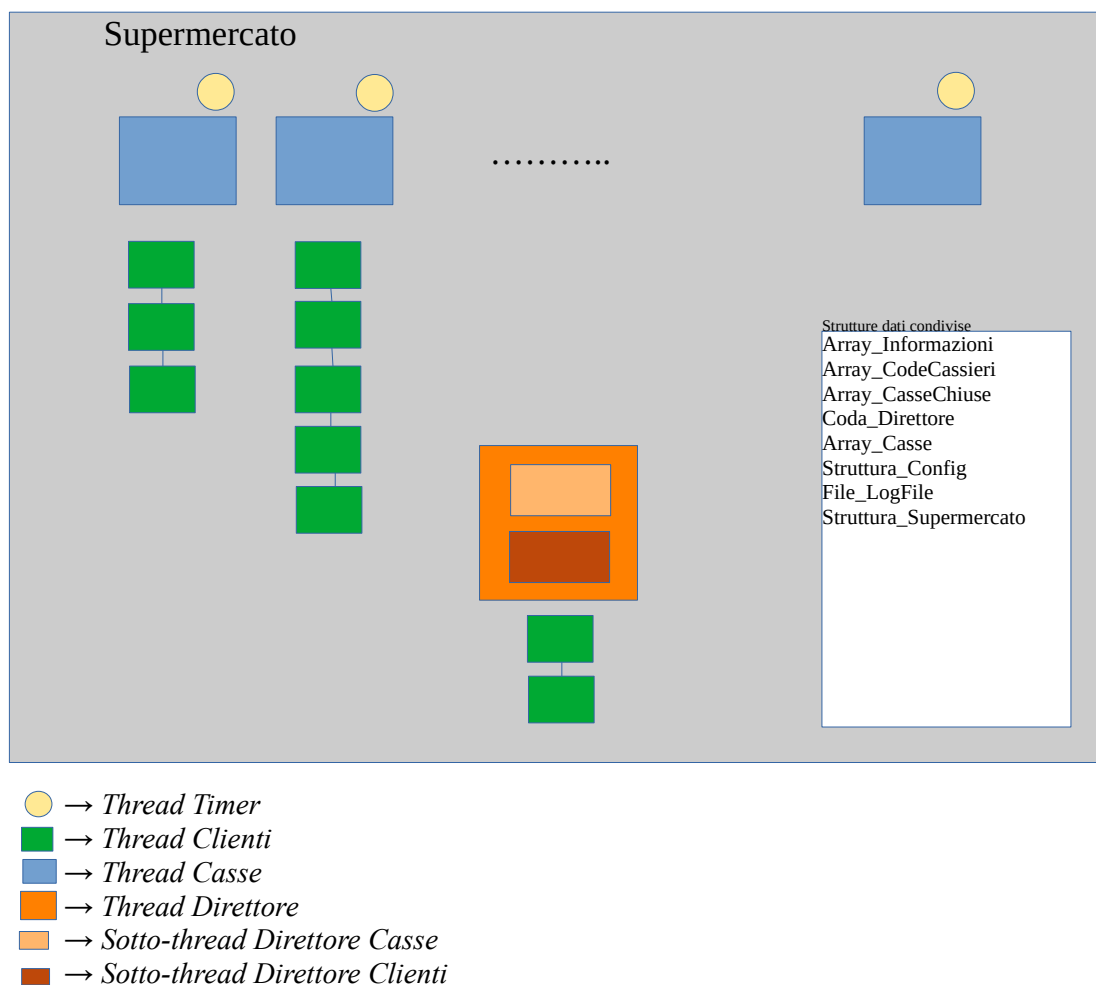 Supermercato
………..
Strutture dati condivise
Array_Informazioni
Array_CodeCassieri
Array_CasseChiuse
Coda_Direttore
Array_Casse
Struttura_Config
File_LogFile
Struttura_Supermercato
→ Thread Timer
→ Thread Clienti
→ Thread Casse
→ Thread Direttore
→ Sotto-thread Direttore Casse
→ Sotto-thread Direttore Clienti